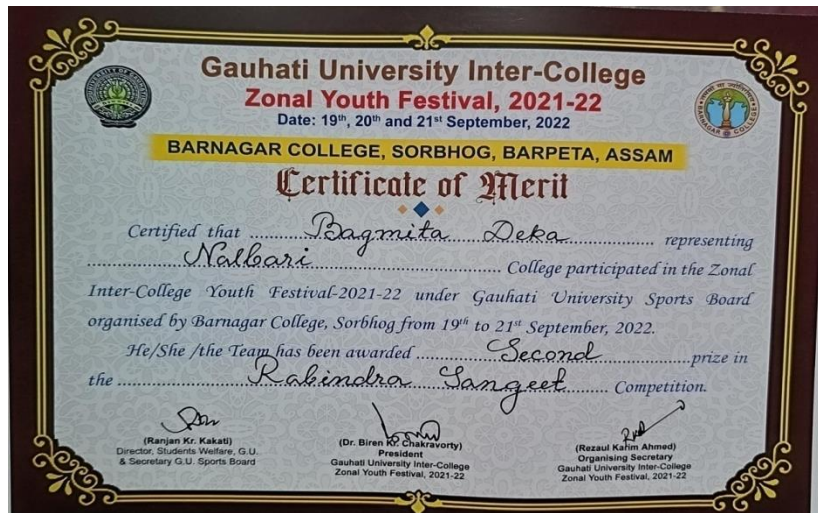 Gauhati University Inter-College
Zonal Youth Festival, 2021-22
Date: 19th, 20th and 21st September, 2022
BARNAGAR COLLEGE, SORBHOG, BARPETA, ASSAM
Certificate of Merit
Certified that Bagmita Deka representing
Nalbari College participated in the Zonal
Inter-College Youth Festival-2021-22 under Gauhati University Sports Board
organised by Barnagar College, Sorbhog from 19th to 21st September, 2022.
He/She /the Team has been awarded Second prize in
the Rabindra Sangeet Competition.
(Ranjan Kr. Kakati)
Director, Students Welfare, G.U.
& Secretary G.U. Sports Board
(Dr. Biren Kr. Chakravorty)
President
Gauhati University Inter-College
Zonal Youth Festival, 2021-22
(Rezaul Karim Ahmed)
Organising Secretary
Gauhati University Inter-College
Zonal Youth Festival, 2021-22